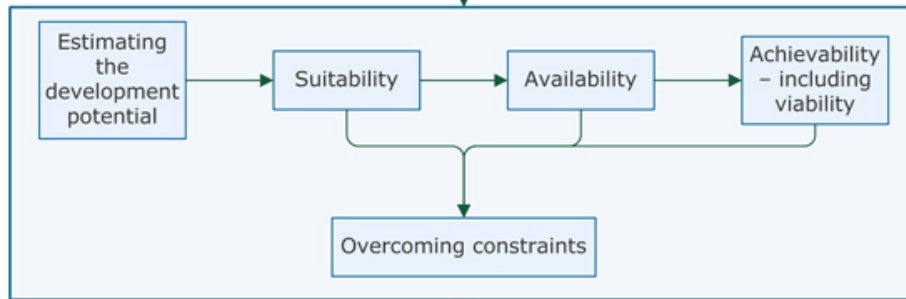 Estimating
the
development
potential
Suitability
Availability
Achievability
– including
viability
Overcoming constraints